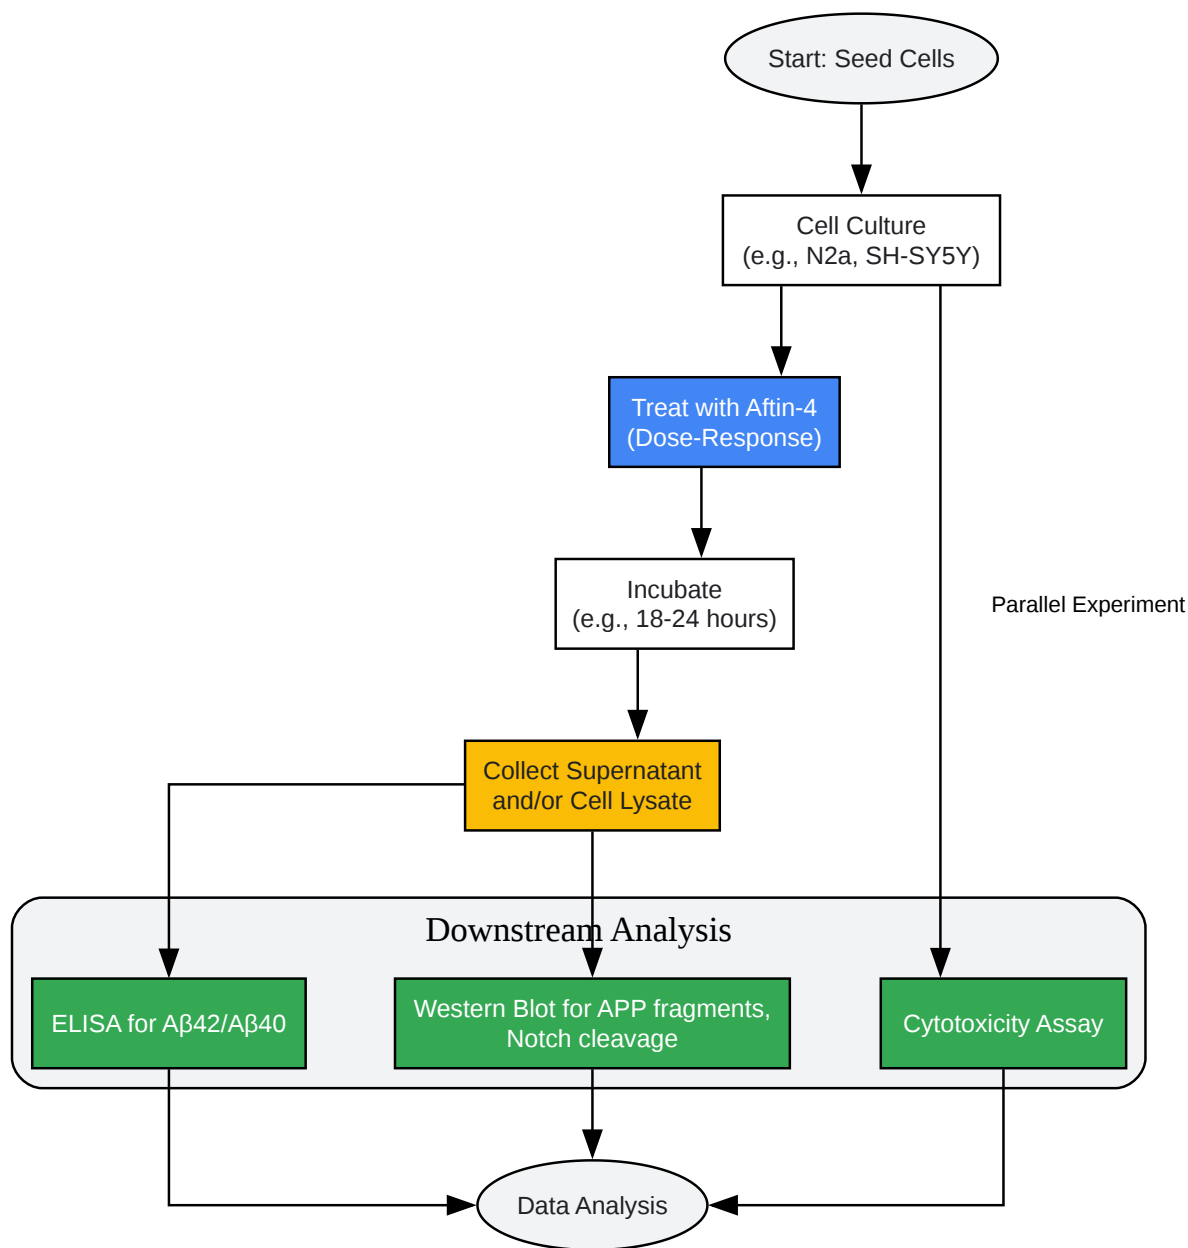 Start: Seed Cells
Cell Culture
(e.g., N2a, SH-SY5Y)
Treat with Aftin-4
(Dose-Response)
Incubate
(e.g., 18-24 hours)
Parallel Experiment
Collect Supernatant
and/or Cell Lysate
Downstream Analysis
ELISA for Aβ42/Aβ40
Western Blot for APP fragments,
Notch cleavage
Cytotoxicity Assay
Data Analysis